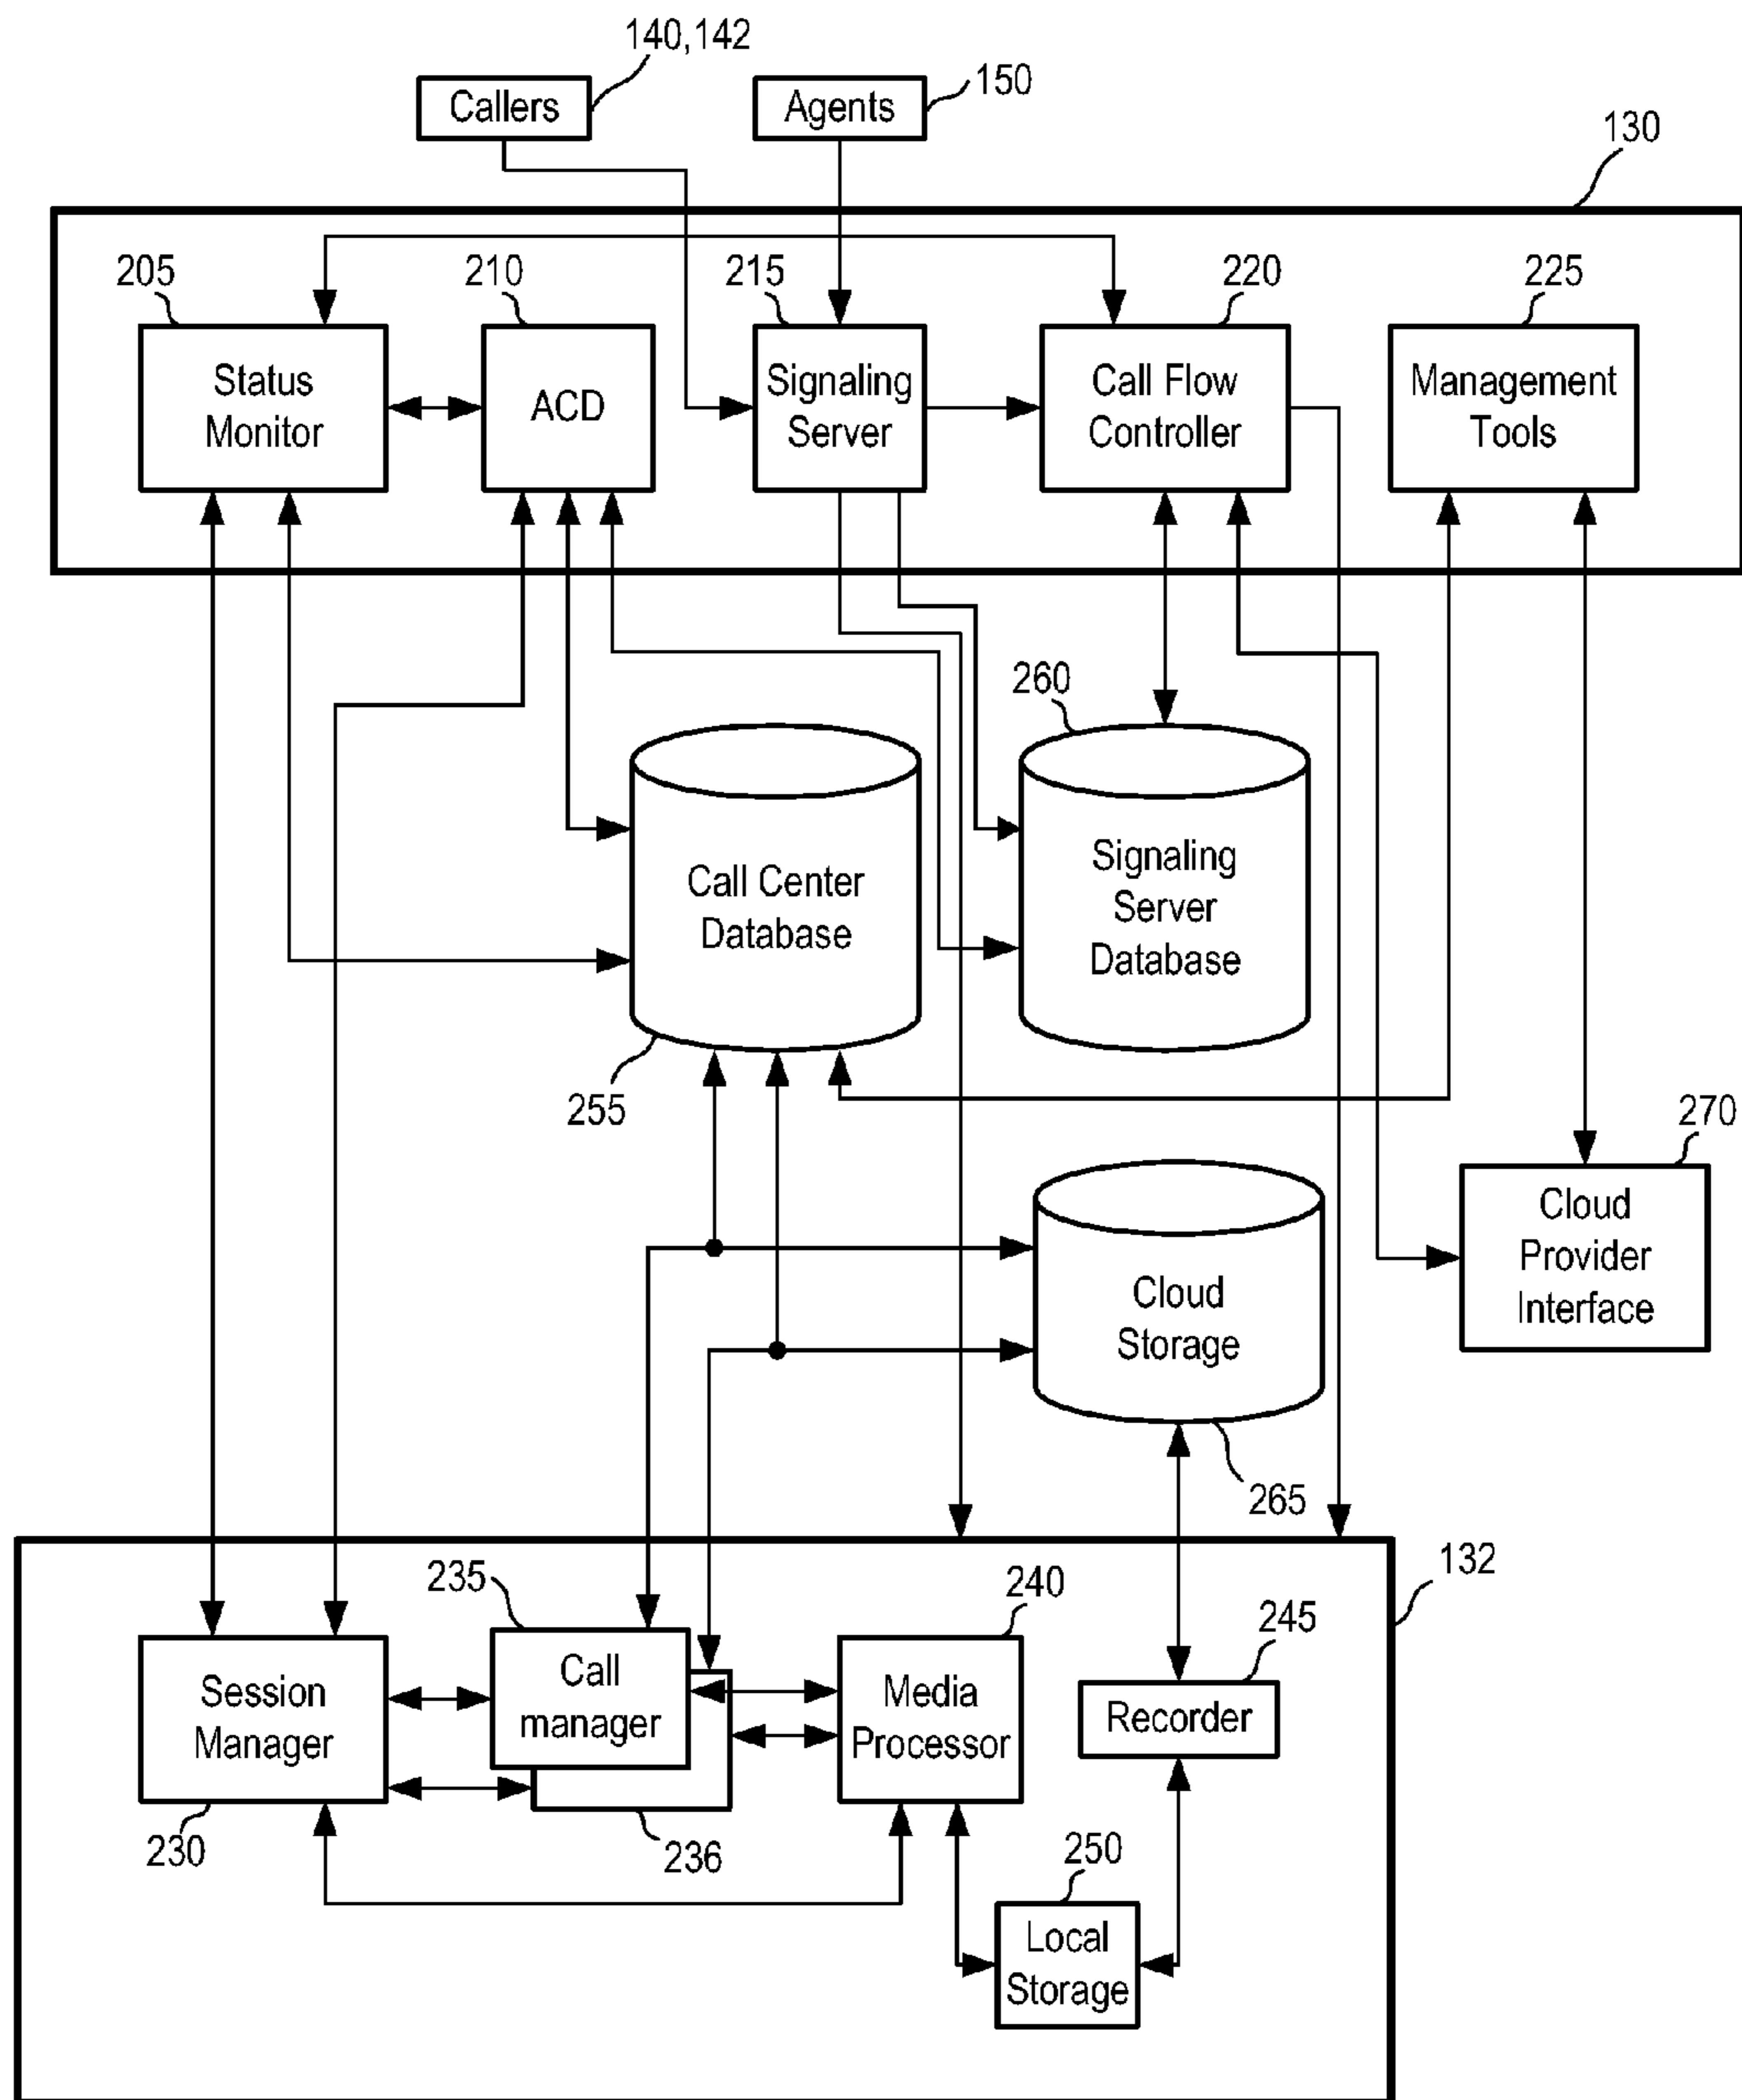 140,142
Callers
Agents
150
130
205
210
215
220
225
Status
Monitor
ACD
Signaling
Server
Call Flow
Controller
Management
Tools
260
Call Center
Database
Signaling
Server
Database
255
270
Cloud
Provider
Interface
Cloud
Storage
265
132
235
240
245
Session
Manager
Call
manager
Media
Processor
Recorder
230
236
250
Local
Storage